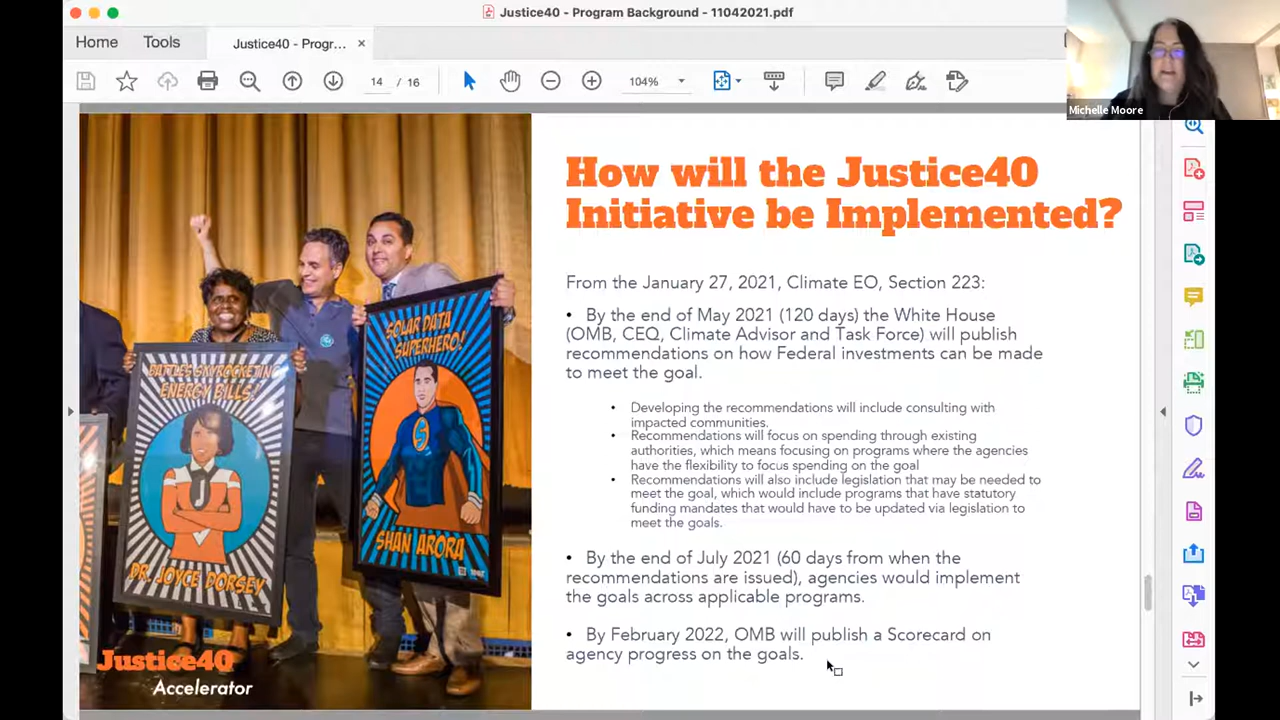 Justice40 - Program Background - 11042021.pdf
Home
Tools
Justice40 - Progr...
14 / 16
104%
Michelle Moore
How will the Justice40
Initiative be Implemented?
From the January 27, 2021, Climate EO, Section 223:
• By the end of May 2021 (120 days) the White House
(OMB, CEQ, Climate Advisor and Task Force) will publish
recommendations on how Federal investments can be made
to meet the goal.
• Developing the recommendations will include consulting with
impacted communities.
• Recommendations will focus on spending through existing
authorities, which means focusing on programs where the agencies
have the flexibility to focus spending on the goal
• Recommendations will also include legislation that may be needed to
meet the goal, which would include programs that have statutory
funding mandates that would have to be updated via legislation to
meet the goals.
• By the end of July 2021 (60 days from when the
recommendations are issued), agencies would implement
the goals across applicable programs.
• By February 2022, OMB will publish a Scorecard on
agency progress on the goals.
BATTLES SKYROCKETING
ENERGY BILLS!
J
DR. JOYCE DORSEY
SOLAR DATA
SUPERHERO!
S
SHAN ARORA
Justice40
Accelerator